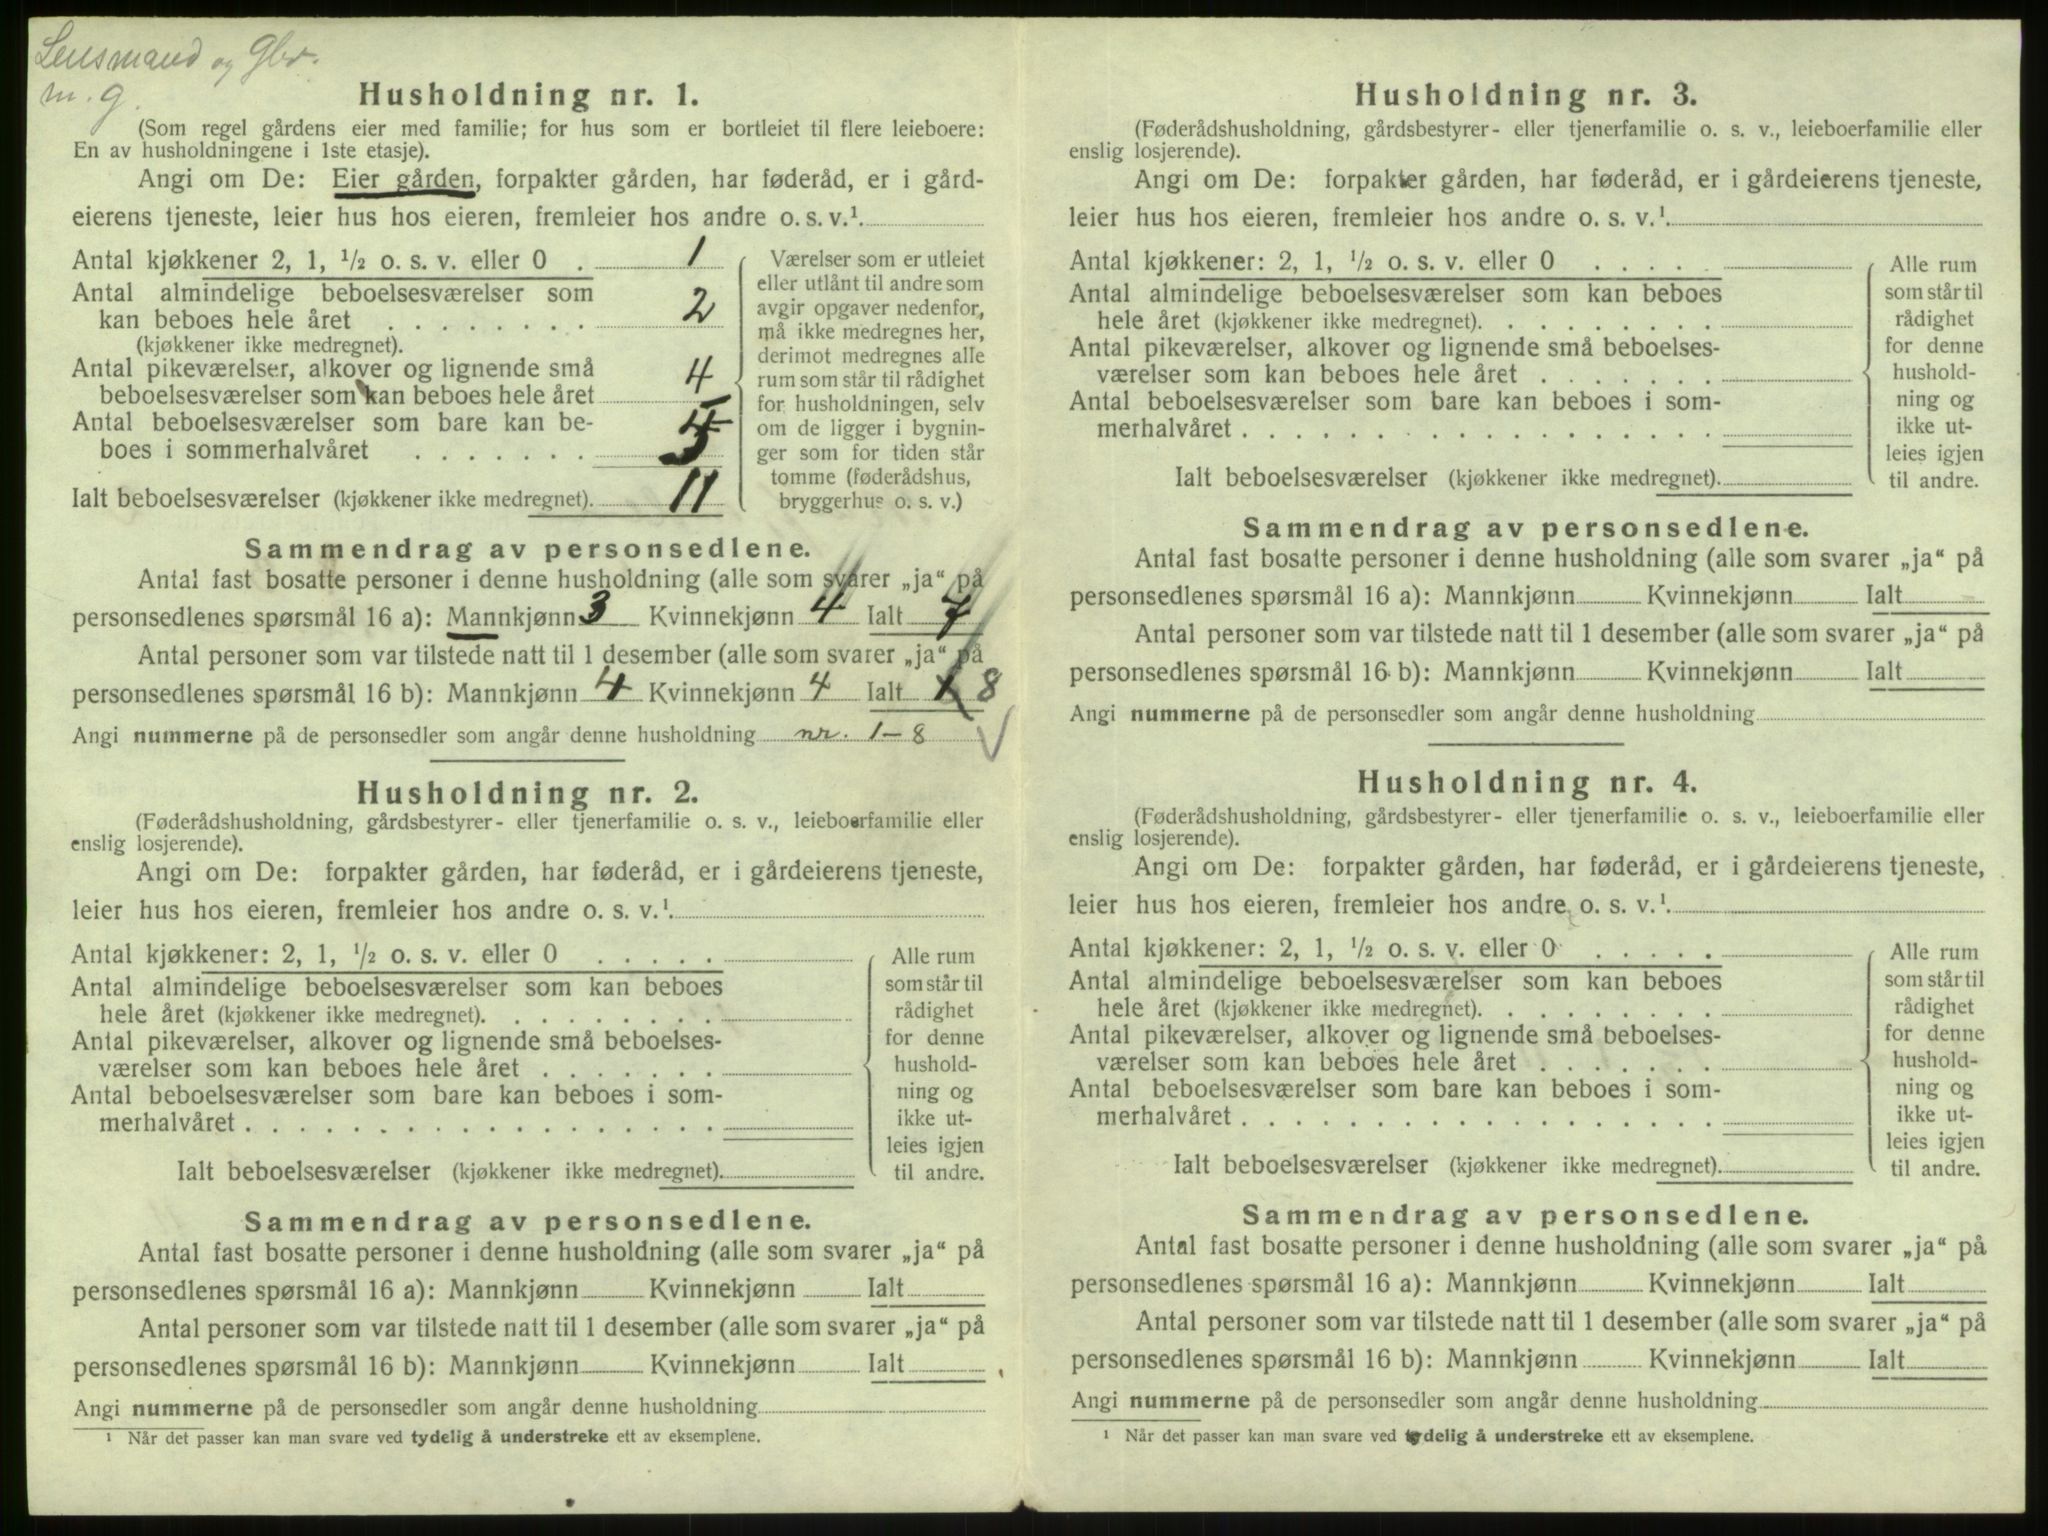 Lensmand og Gbr.
m. g.
Husholdning nr. 1.
(Som regel gårdens eier med familie; for hus som er bortleiet til flere leieboere:
En av husholdningene i 1ste etasje).
Angi om De: Eier gården, forpakter gården, har føderåd, er i gård-
eierens tjeneste, leier hus hos eieren, fremleier hos andre o. s. v.¹
Antal kjøkkener 2, 1, ½ o. s. v. eller 0 . 1
Antal almindelige beboelsesværelser som
kan beboes hele året . . . . . . . . 2
(kjøkkener ikke medregnet).
Antal pikeværelser, alkover og lignende små
beboelsesværelser som kan beboes hele året 4
Antal beboelsesværelser som bare kan be-
boes i sommerhalvåret . . . . . . . 5
Ialt beboelsesværelser (kjøkkener ikke medregnet). 11
Værelser som er utleiet
eller utlånt til andre som
avgir opgaver nedenfor,
må ikke medregnes her,
derimot medregnes alle
rum som står til rådighet
for husholdningen, selv
om de ligger i bygnin-
ger som for tiden står
tomme (føderådshus,
bryggerhus o. s. v.)
Sammendrag av personsedlene.
Antal fast bosatte personer i denne husholdning (alle som svarer „ja“ på
personsedlenes spørsmål 16 a): Mannkjønn 3 Kvinnekjønn 4 Ialt 7
Antal personer som var tilstede natt til 1 desember (alle som svarer „ja“ på
personsedlenes spørsmål 16 b): Mannkjønn 4 Kvinnekjønn 4 Ialt 8
Angi nummerne på de personsedler som angår denne husholdning nr. 1-8
Husholdning nr. 2.
(Føderådshusholdning, gårdsbestyrer- eller tjenerfamilie o. s. v., leieboerfamilie eller
enslig losjerende).
Angi om De: forpakter gården, har føderåd, er i gårdeierens tjeneste,
leier hus hos eieren, fremleier hos andre o. s. v.¹
Antal kjøkkener: 2, 1, ½ o. s. v. eller 0 . . . . .
Antal almindelige beboelsesværelser som kan beboes
hele året (kjøkkener ikke medregnet). . . . . . . . .
Antal pikeværelser, alkover og lignende små beboelses-
værelser som kan beboes hele året . . . . . . .
Antal beboelsesværelser som bare kan beboes i som-
merhalvåret . . . . . . . . . . . . . . . . . .
Ialt beboelsesværelser (kjøkkener ikke medregnet).
Alle rum
som står til
rådighet
for denne
hushold-
ning og
ikke ut-
leies igjen
til andre.
Sammendrag av personsedlene.
Antal fast bosatte personer i denne husholdning (alle som svarer „ja“ på
personsedlenes spørsmål 16 a): Mannkjønn Kvinnekjønn Ialt
Antal personer som var tilstede natt til 1 desember (alle som svarer „ja“ på
personsedlenes spørsmål 16 b): Mannkjønn Kvinnekjønn Ialt
Angi nummerne på de personsedler som angår denne husholdning
¹ Når det passer kan man svare ved tydelig å understreke ett av eksemplene.
Husholdning nr. 3.
(Føderådshusholdning, gårdsbestyrer- eller tjenerfamilie o. s. v., leieboerfamilie eller
enslig losjerende).
Angi om De: forpakter gården, har føderåd, er i gårdeierens tjeneste,
leier hus hos eieren, fremleier hos andre o. s. v.¹
Antal kjøkkener: 2, 1, ½ o. s. v. eller 0 . . . . .
Antal almindelige beboelsesværelser som kan beboes
hele året (kjøkkener ikke medregnet). . . . . . . . .
Antal pikeværelser, alkover og lignende små beboelses-
værelser som kan beboes hele året . . . . . . .
Antal beboelsesværelser som bare kan beboes i som-
merhalvåret . . . . . . . . . . . . . . . . . .
Ialt beboelsesværelser (kjøkkener ikke medregnet).
Alle rum
som står til
rådighet
for denne
hushold-
ning og
ikke ut-
leies igjen
til andre.
Sammendrag av personsedlene.
Antal fast bosatte personer i denne husholdning (alle som svarer „ja“ på
personsedlenes spørsmål 16 a): Mannkjønn Kvinnekjønn Ialt
Antal personer som var tilstede natt til 1 desember (alle som svarer „ja“ på
personsedlenes spørsmål 16 b): Mannkjønn Kvinnekjønn Ialt
Angi nummerne på de personsedler som angår denne husholdning
Husholdning nr. 4.
(Føderådshusholdning, gårdsbestyrer- eller tjenerfamilie o. s. v., leieboerfamilie eller
enslig losjerende).
Angi om De: forpakter gården, har føderåd, er i gårdeierens tjeneste,
leier hus hos eieren, fremleier hos andre o. s. v.¹
Antal kjøkkener: 2, 1, ½ o. s. v. eller 0 . . . . .
Antal almindelige beboelsesværelser som kan beboes
hele året (kjøkkener ikke medregnet). . . . . . . . .
Antal pikeværelser, alkover og lignende små beboelses-
værelser som kan beboes hele året . . . . . . .
Antal beboelsesværelser som bare kan beboes i som-
merhalvåret . . . . . . . . . . . . . . . . . .
Ialt beboelsesværelser (kjøkkener ikke medregnet).
Alle rum
som står til
rådighet
for denne
hushold-
ning og
ikke ut-
leies igjen
til andre.
Sammendrag av personsedlene.
Antal fast bosatte personer i denne husholdning (alle som svarer „ja“ på
personsedlenes spørsmål 16 a): Mannkjønn Kvinnekjønn Ialt
Antal personer som var tilstede natt til 1 desember (alle som svarer „ja“ på
personsedlenes spørsmål 16 b): Mannkjønn Kvinnekjønn Ialt
Angi nummerne på de personsedler som angår denne husholdning
¹ Når det passer kan man svare ved tydelig å understreke ett av eksemplene.